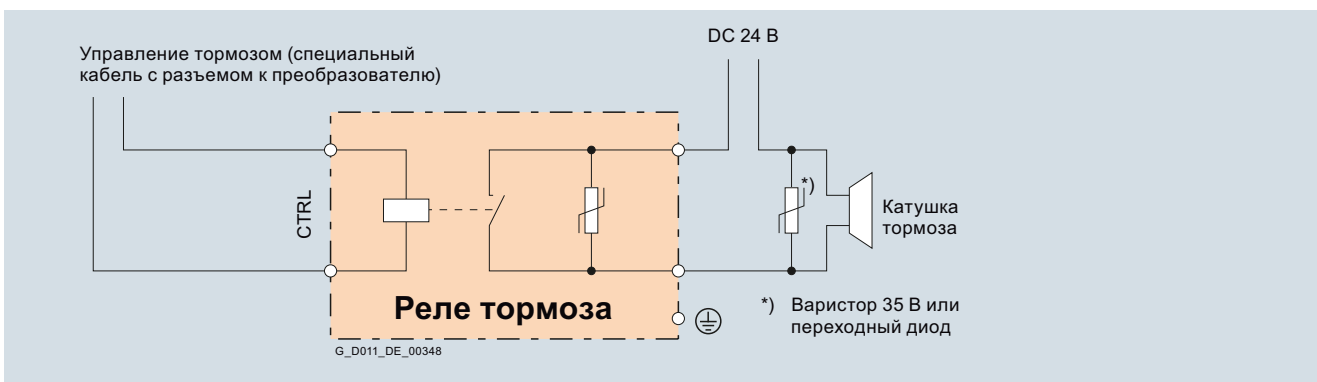 DC 24 В
Управление тормозом (специальный
кабель с разъемом к преобразователю)
CTRL
*)
Катушка
тормоза
Реле тормоза
*) Варистор 35 В или
переходный диод
G_D011_DE_00348